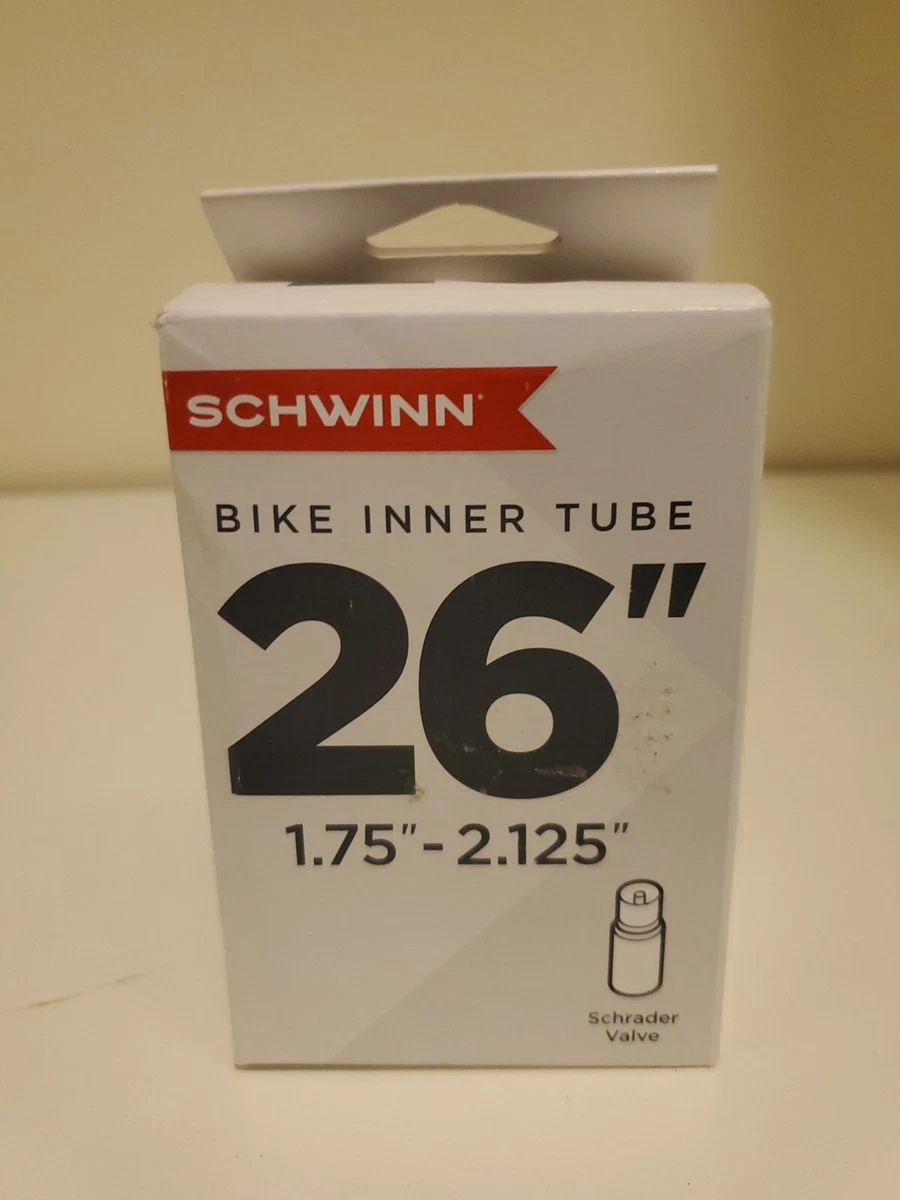 SCHWINN
BIKE INNER TUBE
26"
1.75" - 2.125"
Schrader
Valve